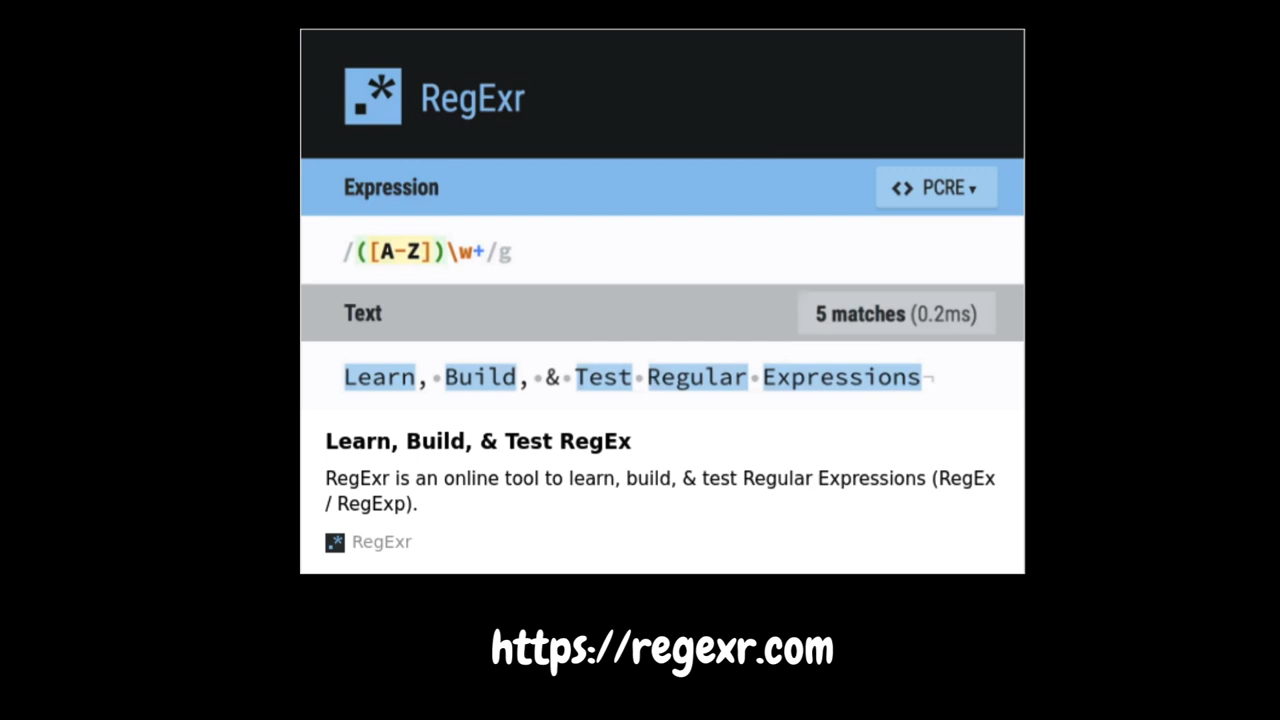 .* RegExr
Expression
<> PCRE ▾
/([A-Z])\w+/g
Text
5 matches (0.2ms)
Learn,•Build,•&•Test•Regular•Expressions¬
Learn, Build, & Test RegEx
RegExr is an online tool to learn, build, & test Regular Expressions (RegEx
/ RegExp).
.* RegExr
https://regexr.com